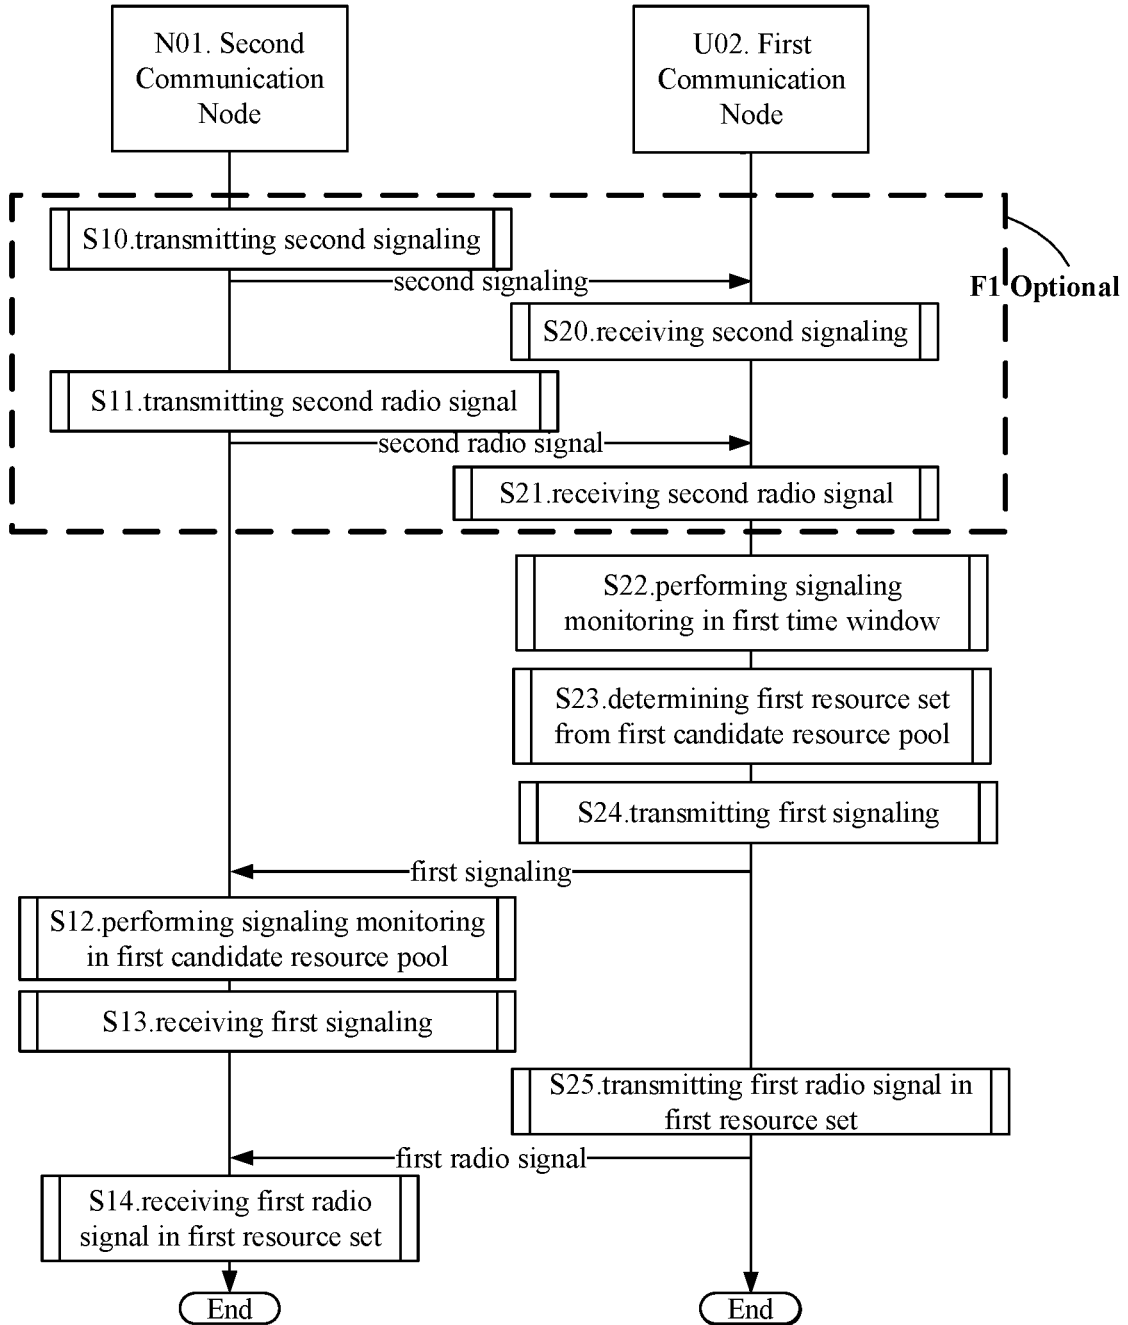 N01. Second
Communication
Node
U02. First
Communication
Node
S10.transmitting second signaling
second signaling
F1 Optional
S20.receiving second signaling
S11.transmitting second radio signal
second radio signal
S21.receiving second radio signal
S22.performing signaling
monitoring in first time window
S23.determining first resource set
from first candidate resource pool
S24.transmitting first signaling
first signaling
S12.performing signaling monitoring
in first candidate resource pool
S13.receiving first signaling
S25.transmitting first radio signal in
first resource set
first radio signal
S14.receiving first radio
signal in first resource set
End
End